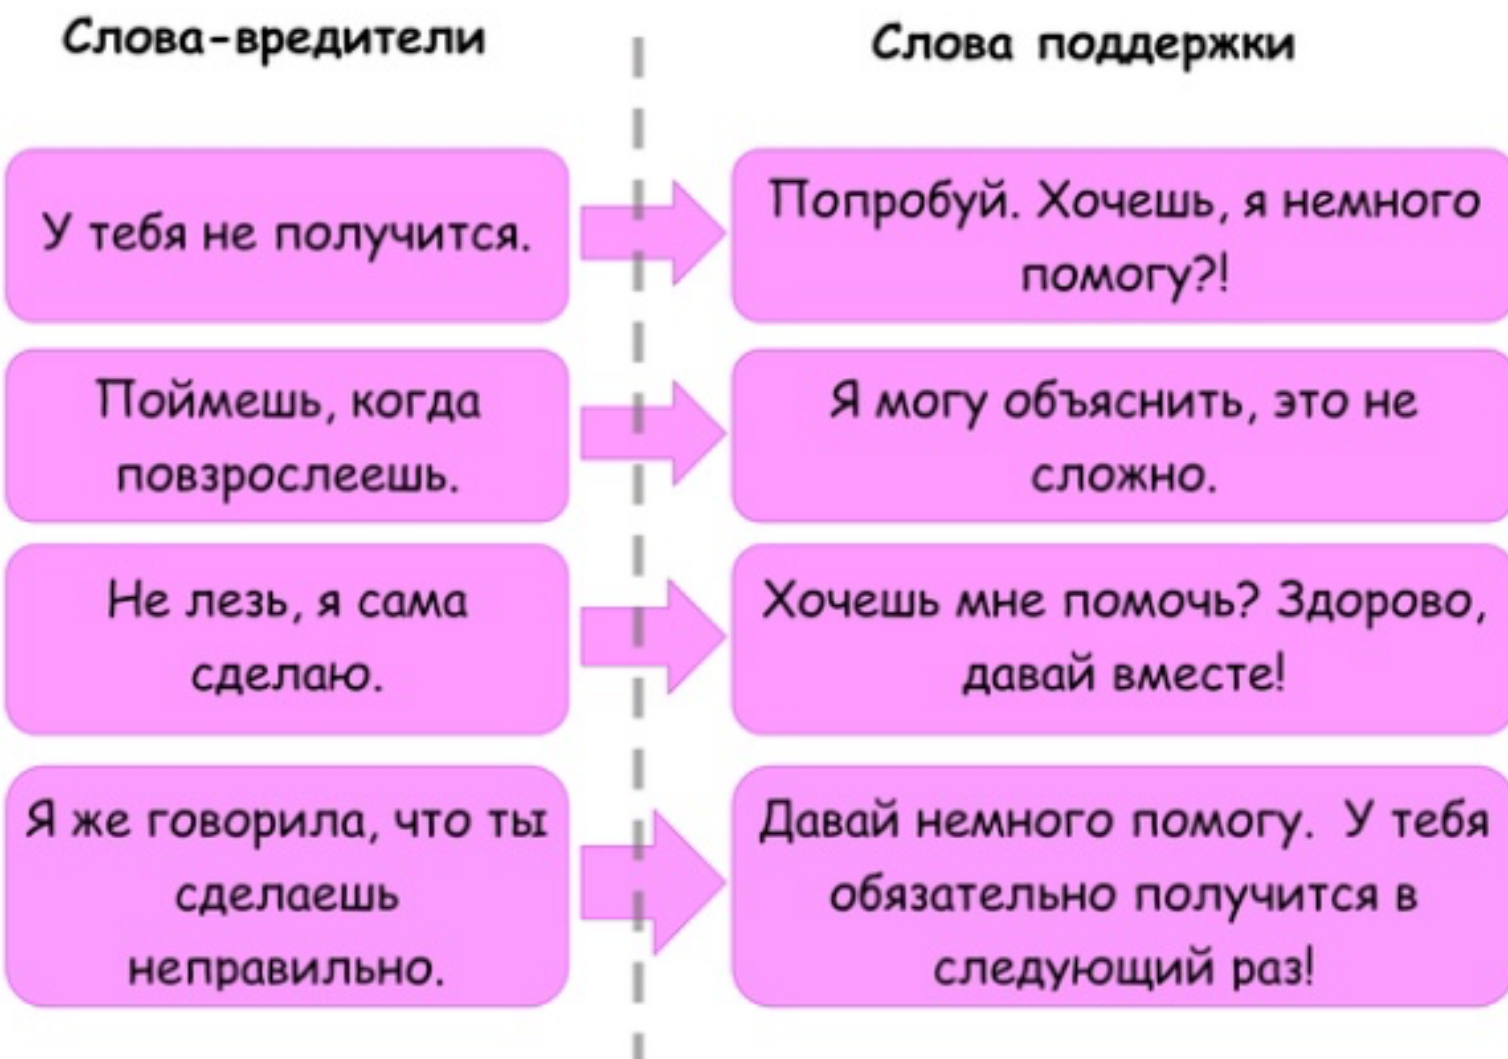 Слова-вредители
Слова поддержки
У тебя не получится.
Попробуй. Хочешь, я немного
помогу?!
Поймешь, когда
повзрослеешь.
Я могу объяснить, это не
сложно.
Не лезь, я сама
сделаю.
Хочешь мне помочь? Здорово,
давай вместе!
Я же говорила, что ты
сделаешь
неправильно.
Давай немного помогу. У тебя
обязательно получится в
следующий раз!